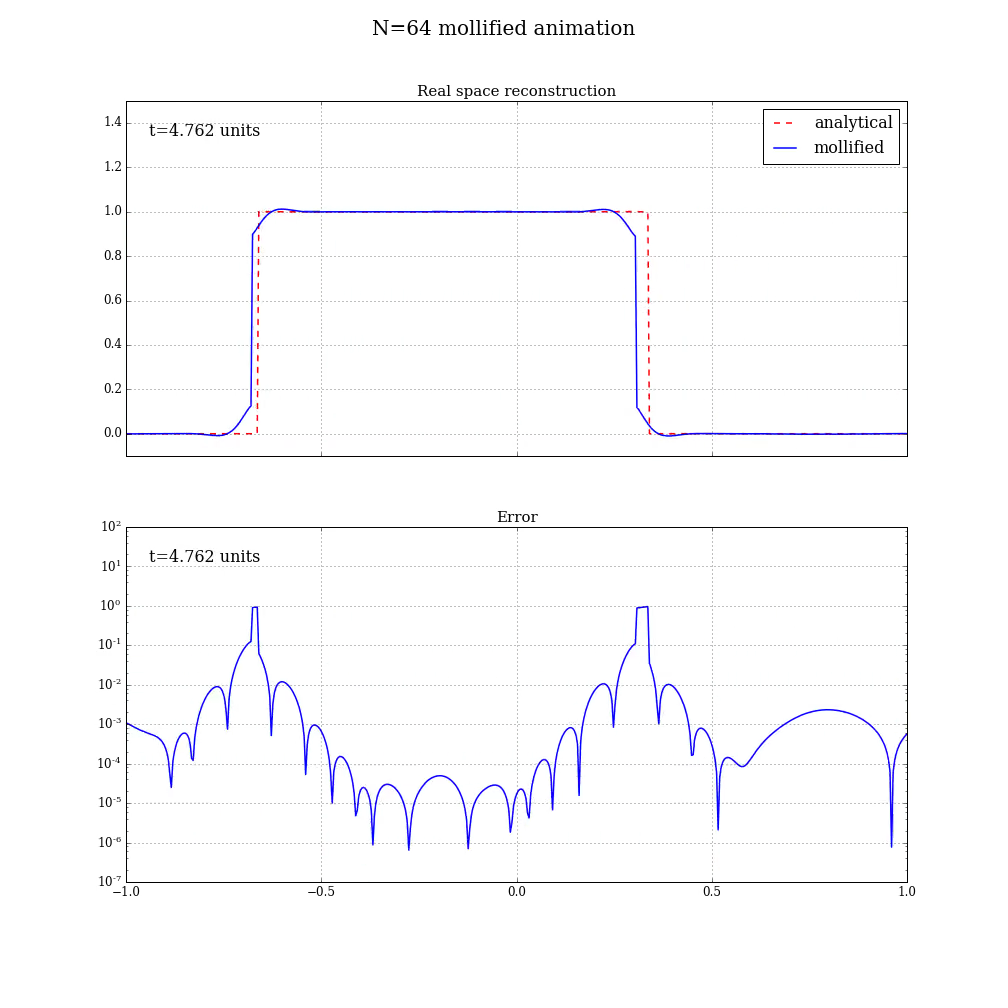 N=64 mollified animation
Real space reconstruction
t=4.762 units
analytical
mollified
1.4
1.2
1.0
0.8
0.6
0.4
0.2
0.0
Error
t=4.762 units
10²
10¹
10⁰
10⁻¹
10⁻²
10⁻³
10⁻⁴
10⁻⁵
10⁻⁶
10⁻⁷
−1.0 −0.5 0.0 0.5 1.0